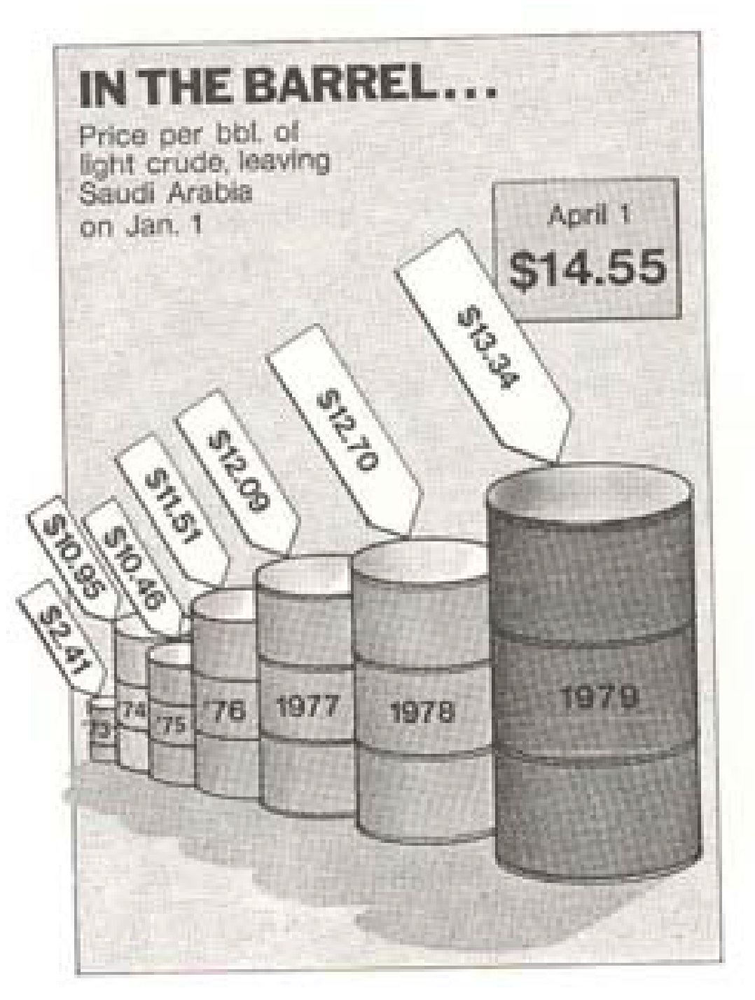 IN THE BARREL...
Price per bbl. of
light crude, leaving
Saudi Arabia
on Jan. 1
April 1
$14.55
$13.34
$12.70
$12.09
$11.51
$10.46
$10.95
$2.41
'73
'74
'75
'76
1977
1978
1979